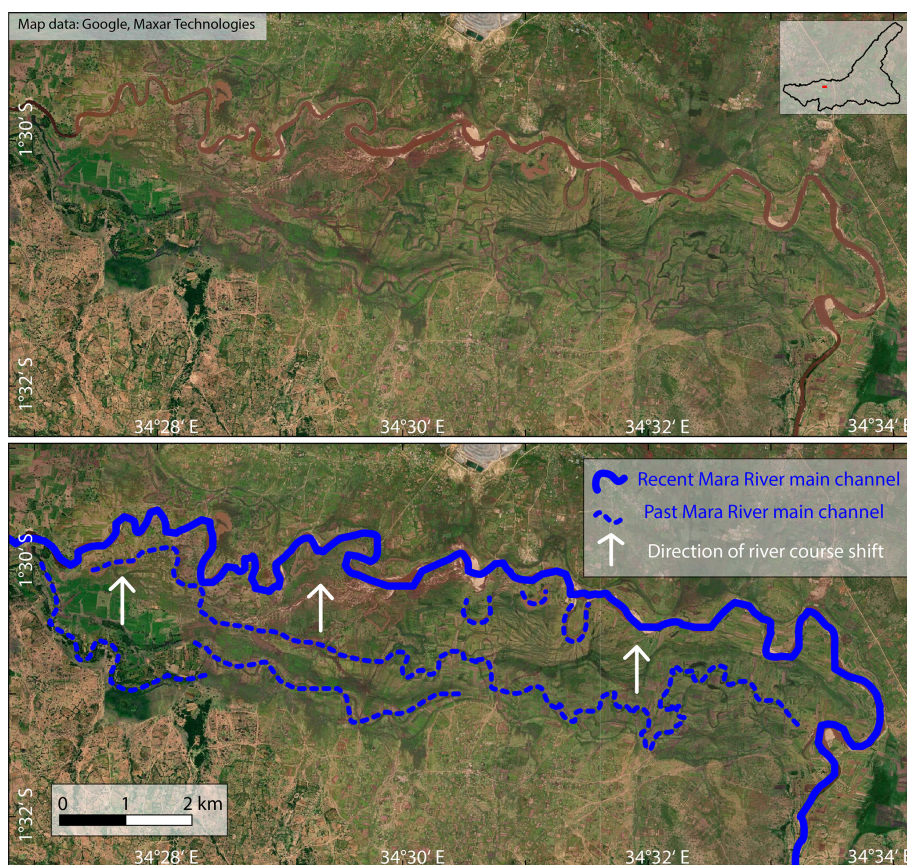 Map data: Google, Maxar Technologies
1°30' S
1°32' S
34°28' E
34°30' E
34°32' E
34°34' E
Recent Mara River main channel
Past Mara River main channel
Direction of river course shift
1°30' S
1°32' S
0 1 2 km
34°28' E
34°30' E
34°32' E
34°34' E